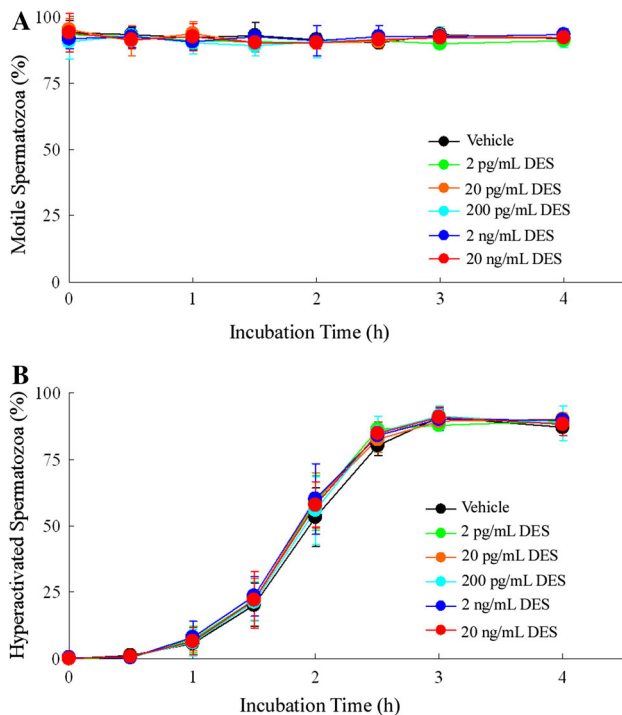 A
Motile Spermatozoa (%)
100
75
50
25
0
Vehicle
2 pg/mL DES
20 pg/mL DES
200 pg/mL DES
2 ng/mL DES
20 ng/mL DES
0 1 2 3 4
Incubation Time (h)
B
Hyperactivated Spermatozoa (%)
100
75
50
25
0
Vehicle
2 pg/mL DES
20 pg/mL DES
200 pg/mL DES
2 ng/mL DES
20 ng/mL DES
0 1 2 3 4
Incubation Time (h)